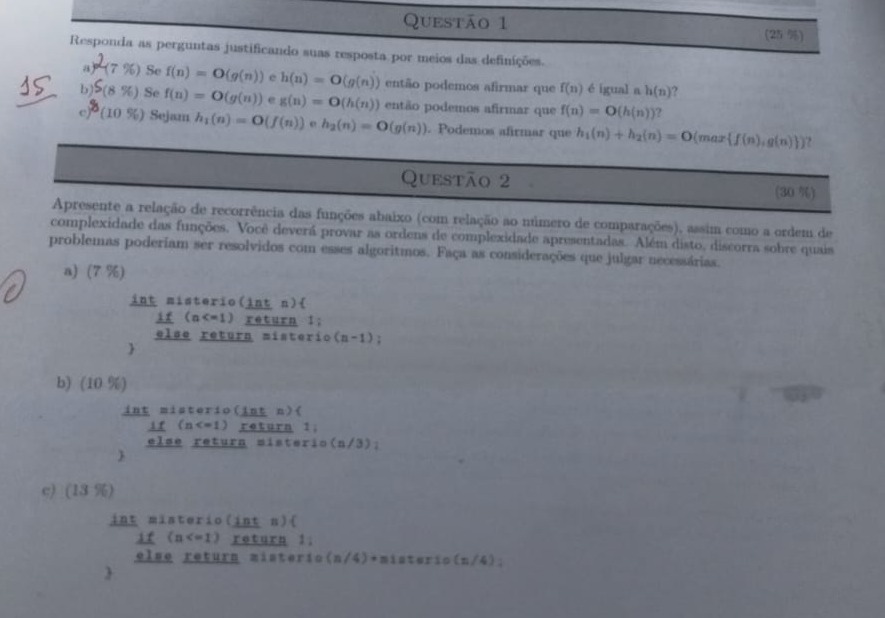 QUESTÃO 1 (25 %)
Responda as perguntas justificando suas resposta por meios das definições.
a) 2 (7 %) Se f(n) = O(g(n)) e h(n) = O(g(n)) então podemos afirmar que f(n) é igual a h(n)?
15
b) 5 (8 %) Se f(n) = O(g(n)) e g(n) = O(h(n)) então podemos afirmar que f(n) = O(h(n))?
c) 8 (10 %) Sejam h₁(n) = O(f(n)) e h₂(n) = O(g(n)). Podemos afirmar que h₁(n) + h₂(n) = O(max{f(n), g(n)})?
QUESTÃO 2 (30 %)
Apresente a relação de recorrência das funções abaixo (com relação ao número de comparações), assim como a ordem de
complexidade das funções. Você deverá provar as ordens de complexidade apresentadas. Além disto, discorra sobre quais
problemas poderiam ser resolvidos com esses algoritmos. Faça as considerações que julgar necessárias.
a) (7 %)
int misterio(int n){
if (n<=1) return 1;
else return misterio(n-1);
}
b) (10 %)
int misterio(int n){
if (n<=1) return 1;
else return misterio(n/3);
}
c) (13 %)
int misterio(int n){
if (n<=1) return 1;
else return misterio(n/4)+misterio(n/4);
}